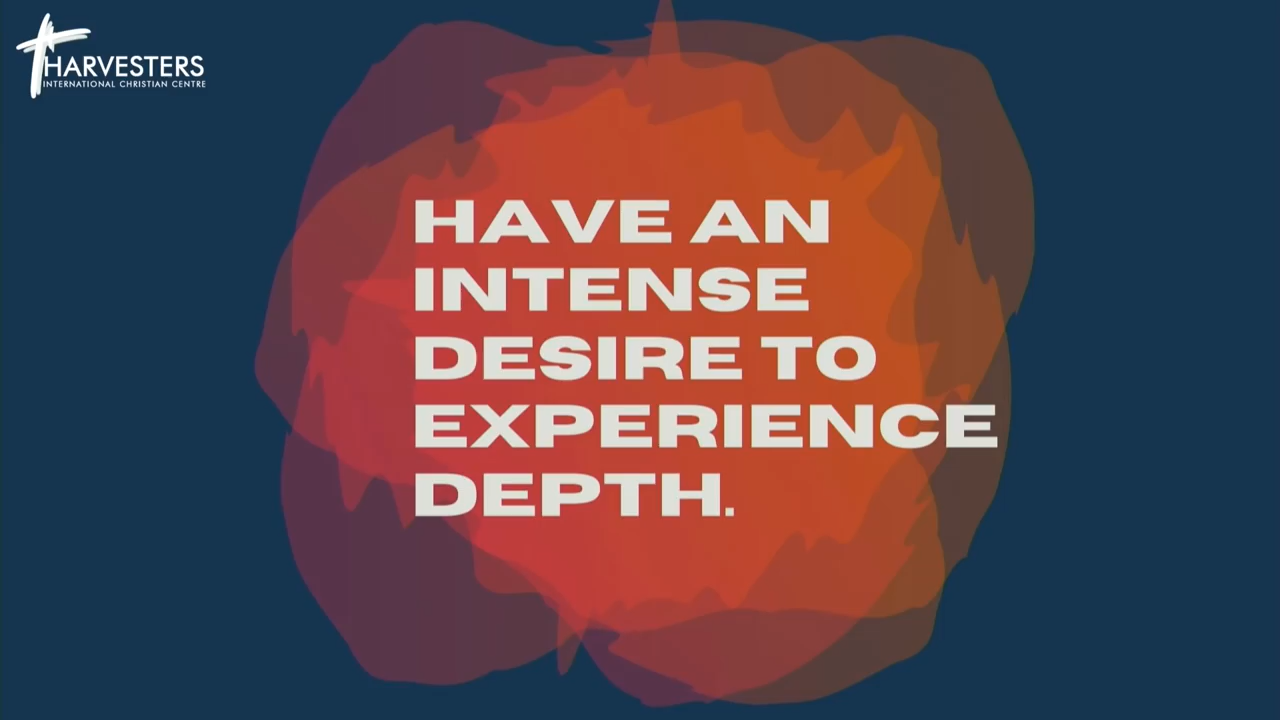 HARVESTERS
INTERNATIONAL CHRISTIAN CENTRE
HAVE AN
INTENSE
DESIRE TO
EXPERIENCE
DEPTH.